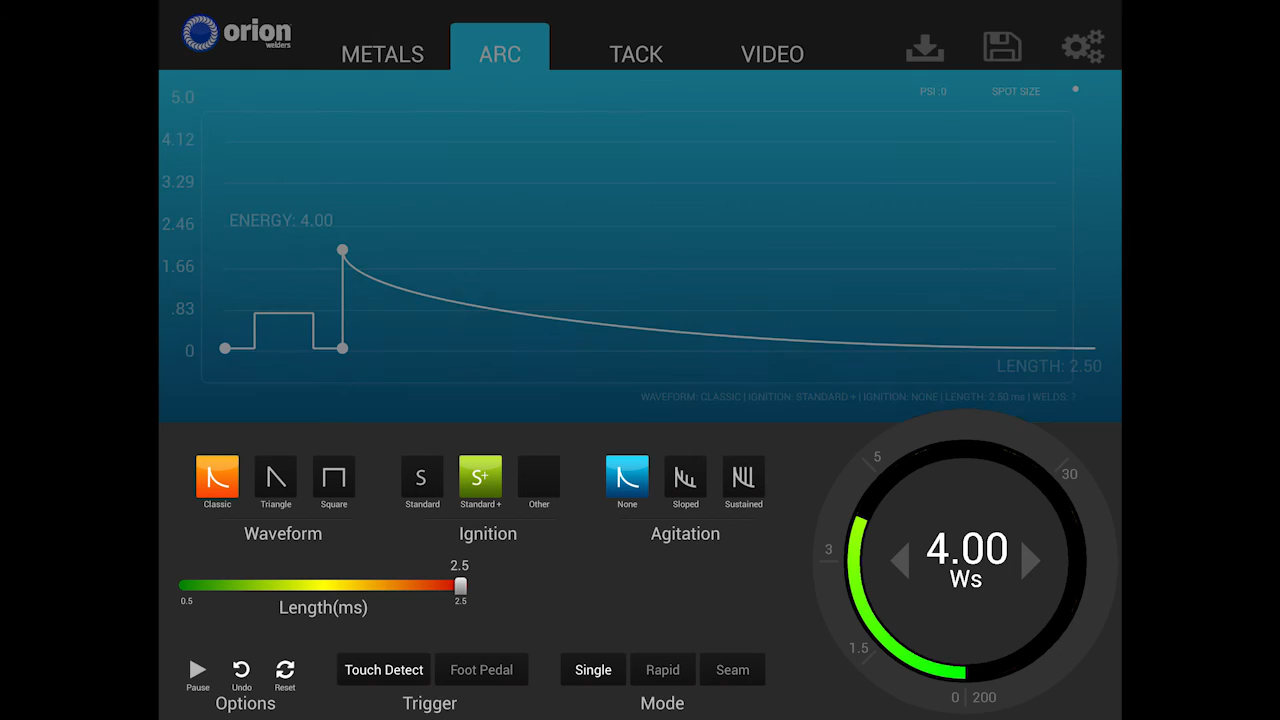 orion
welders
METALS
ARC
TACK
VIDEO
PSI :0
SPOT SIZE
5.0
4.12
3.29
2.46
1.66
.83
0
ENERGY: 4.00
LENGTH: 2.50
WAVEFORM: CLASSIC | IGNITION: STANDARD + | IGNITION: NONE | LENGTH: 2.50 ms | WELDS:
Classic
Triangle
Square
Waveform
S
Standard
S+
Standard +
Other
Ignition
None
Sloped
Sustained
Agitation
2.5
0.5
2.5
Length(ms)
Pause
Undo
Reset
Options
Touch Detect
Foot Pedal
Trigger
Single
Rapid
Seam
Mode
5
30
3
1.5
0 | 200
4.00
Ws